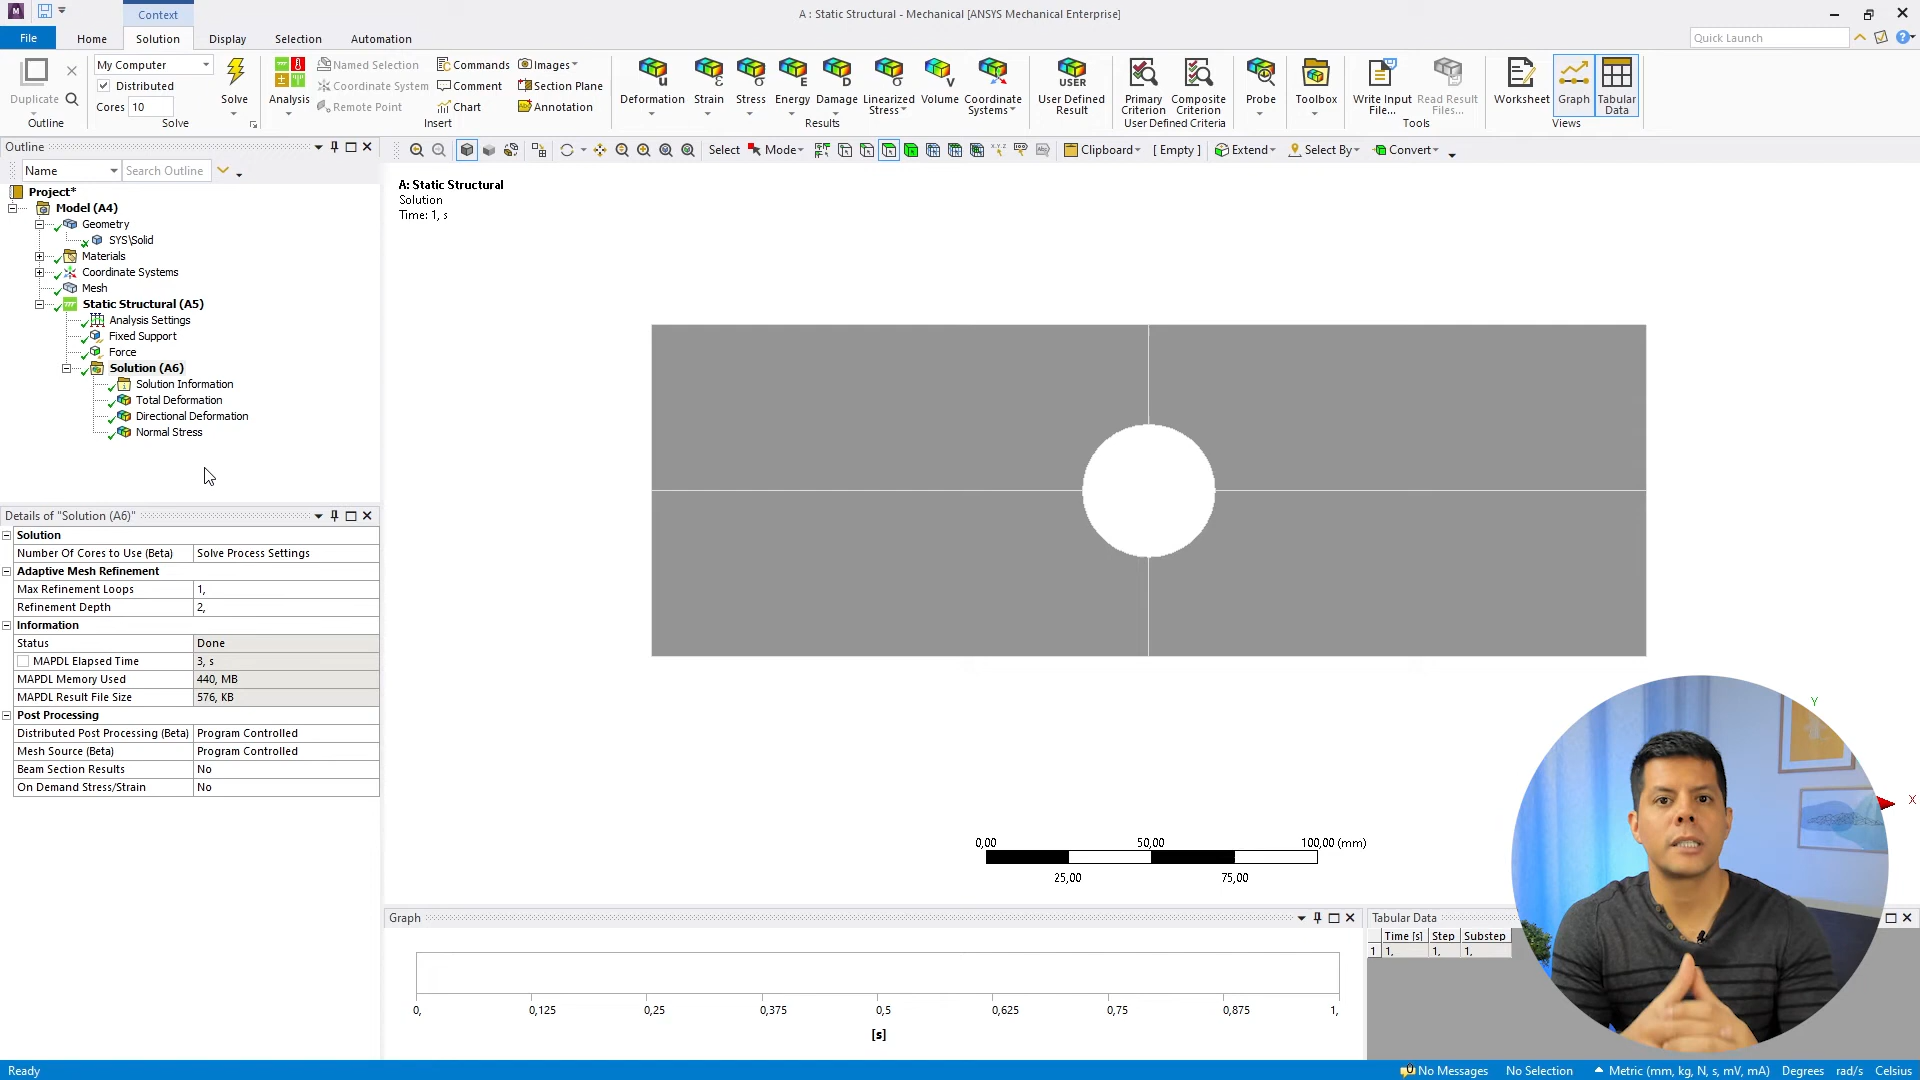 Context
A : Static Structural - Mechanical [ANSYS Mechanical Enterprise]
File Home Solution Display Selection Automation
Quick Launch
Duplicate
Outline
My Computer
Distributed
Cores 10
Solve
Solve
Analysis
Named Selection
Coordinate System
Remote Point
Commands
Comment
Chart
Images
Section Plane
Annotation
Insert
Deformation
Strain
Stress
Energy
Damage
Linearized Stress
Volume
Coordinate Systems
Results
USER
User Defined Result
Primary Criterion
Composite Criterion
User Defined Criteria
Probe
Toolbox
Write Input File...
Read Result Files...
Tools
Worksheet
Graph
Tabular Data
Views
Outline
Name
Search Outline
Select Mode Clipboard [ Empty ] Extend Select By Convert
Project*
Model (A4)
Geometry
SYS\Solid
Materials
Coordinate Systems
Mesh
Static Structural (A5)
Analysis Settings
Fixed Support
Force
Solution (A6)
Solution Information
Total Deformation
Directional Deformation
Normal Stress
A: Static Structural
Solution
Time: 1, s
Details of "Solution (A6)"
Solution
Number Of Cores to Use (Beta) Solve Process Settings
Adaptive Mesh Refinement
Max Refinement Loops 1,
Refinement Depth 2,
Information
Status Done
MAPDL Elapsed Time 3, s
MAPDL Memory Used 440, MB
MAPDL Result File Size 576, KB
Post Processing
Distributed Post Processing (Beta) Program Controlled
Mesh Source (Beta) Program Controlled
Beam Section Results No
On Demand Stress/Strain No
Y
X
0,00 50,00 100,00 (mm)
25,00 75,00
Graph
0, 0,125 0,25 0,375 0,5 0,625 0,75 0,875 1,
[s]
Tabular Data
Time [s] Step Substep
1 1, 1, 1,
Ready
No Messages No Selection Metric (mm, kg, N, s, mV, mA) Degrees rad/s Celsius